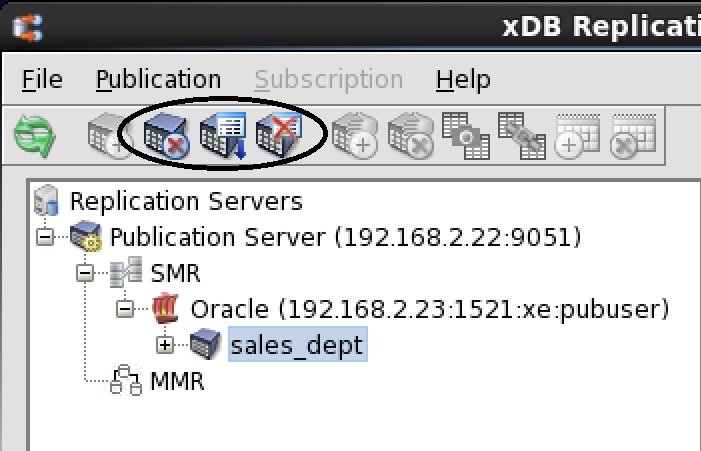 xDB Replicati
File Publication Subscription Help
Replication Servers
Publication Server (192.168.2.22:9051)
SMR
Oracle (192.168.2.23:1521:xe:pubuser)
sales_dept
MMR